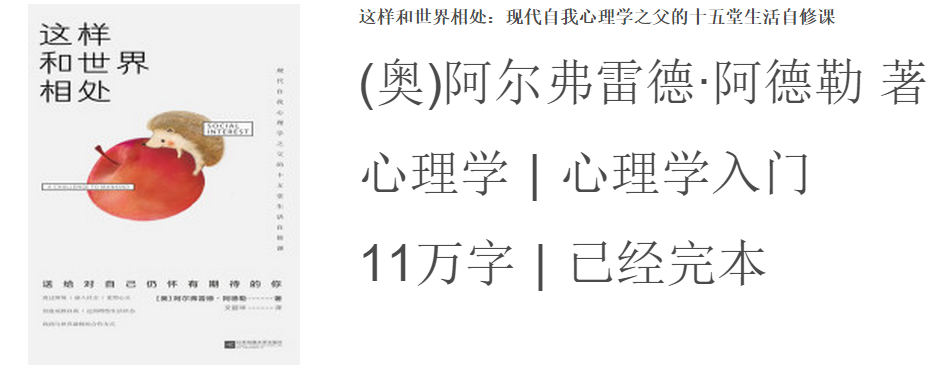 这样
和世界
相处
现代自我心理学之父的十五堂生活自修课
SOCIAL
INTEREST
A CHALLENGE TO MANKIND
送给对自己仍怀有期待的你
[奥]阿尔弗雷德·阿德勒 著
译
这样和世界相处：现代自我心理学之父的十五堂生活自修课
(奥)阿尔弗雷德·阿德勒 著
心理学 | 心理学入门
11万字 | 已经完本